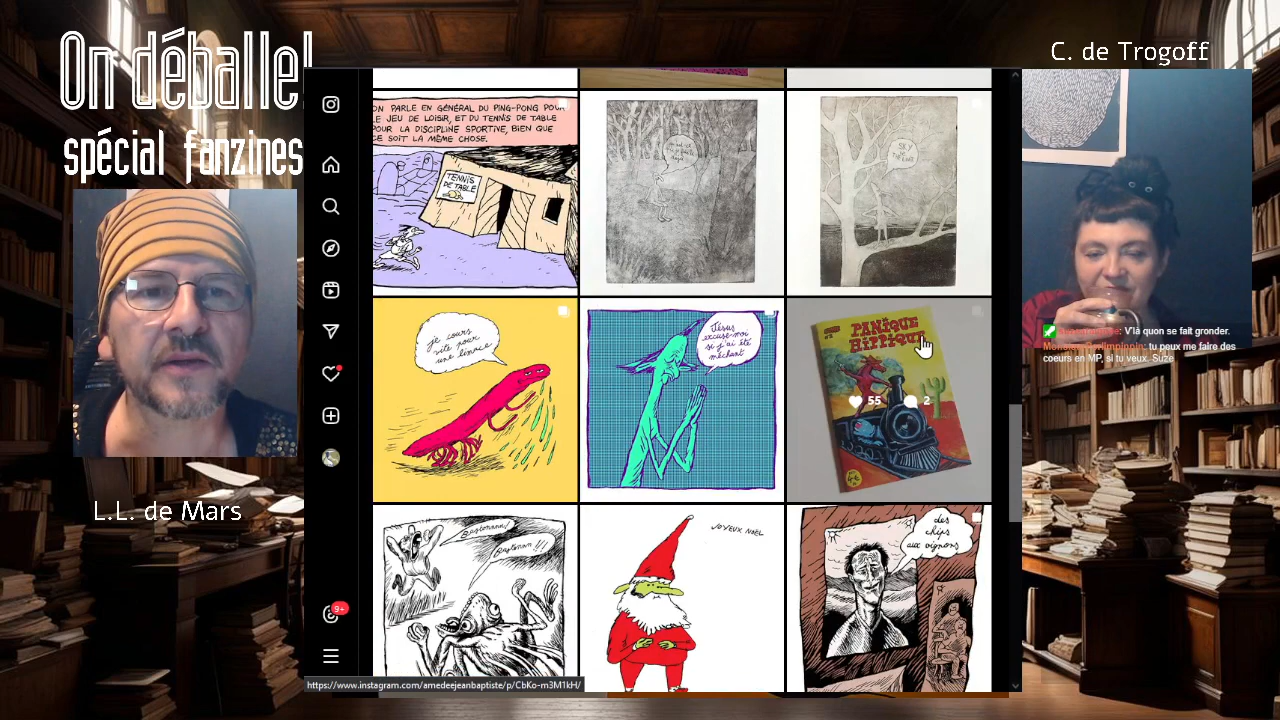 On déballe!
spécial fanzines
C. de Trogoff
L.L. de Mars
ON PARLE EN GÉNÉRAL DU PING-PONG POUR
LE JEU DE LOISIR, ET DU TENNIS DE TABLE
POUR LA DISCIPLINE SPORTIVE, BIEN QUE
CE SOIT LA MÊME CHOSE.
TENNIS
DE TABLE
je cours
vite pour
une limace
Jésus
excuse-moi
si j'ai été
méchant
PANIQUE
HIPPIQUE
55
2
V'là quon se fait gronder.
tu peux me faire des
coeurs en MP, si tu veux. Suze
JOYEUX NOËL
des
chips
aux oignons
9+
https://www.instagram.com/amedeejeanbaptiste/p/CbKo-m3M1kH/